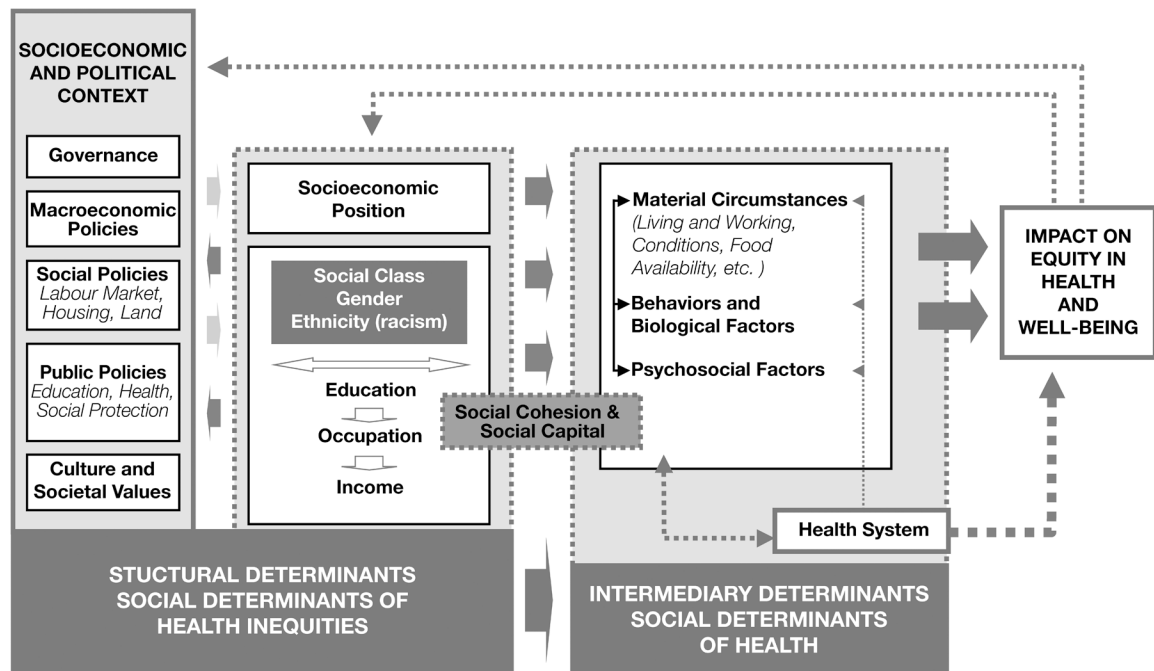 SOCIOECONOMIC
AND POLITICAL
CONTEXT
Governance
Macroeconomic
Policies
Social Policies
Labour Market,
Housing, Land
Public Policies
Education, Health,
Social Protection
Culture and
Societal Values
Socioeconomic
Position
Social Class
Gender
Ethnicity (racism)
Education
Occupation
Income
Social Cohesion &
Social Capital
Material Circumstances
(Living and Working,
Conditions, Food
Availability, etc. )
Behaviors and
Biological Factors
Psychosocial Factors
Health System
IMPACT ON
EQUITY IN
HEALTH
AND
WELL-BEING
STUCTURAL DETERMINANTS
SOCIAL DETERMINANTS OF
HEALTH INEQUITIES
INTERMEDIARY DETERMINANTS
SOCIAL DETERMINANTS
OF HEALTH